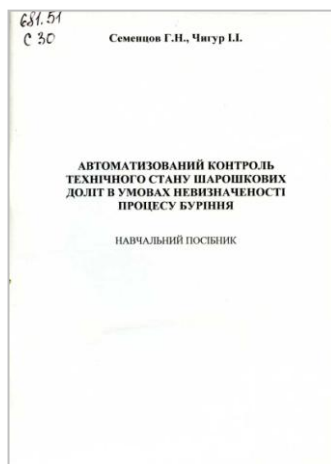 681.51
С 30
Семенцов Г.Н., Чигур І.І.
АВТОМАТИЗОВАНИЙ КОНТРОЛЬ
ТЕХНІЧНОГО СТАНУ ШАРОШКОВИХ
ДОЛІТ В УМОВАХ НЕВИЗНАЧЕНОСТІ
ПРОЦЕСУ БУРІННЯ
НАВЧАЛЬНИЙ ПОСІБНИК